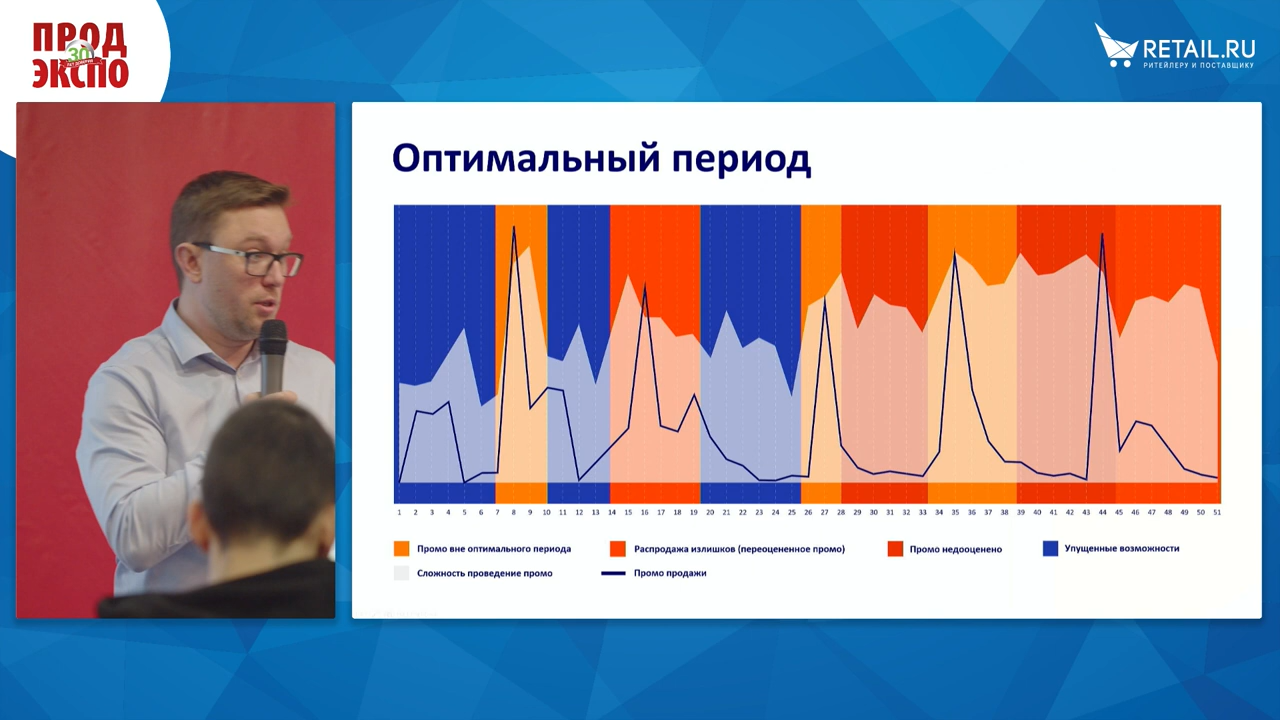 ПРОД
30
ЛЕТ ДОВЕРИЯ
ЭКСПО
RETAIL.RU
РИТЕЙЛЕРУ И ПОСТАВЩИКУ
Оптимальный период
1 2 3 4 5 6 7 8 9 10 11 12 13 14 15 16 17 18 19 20 21 22 23 24 25 26 27 28 29 30 31 32 33 34 35 36 37 38 39 40 41 42 43 44 45 46 47 48 49 50 51
Промо вне оптимального периода
Распродажа излишков (переоцененное промо)
Промо недооценено
Упущенные возможности
Сложность проведение промо
Промо продажи